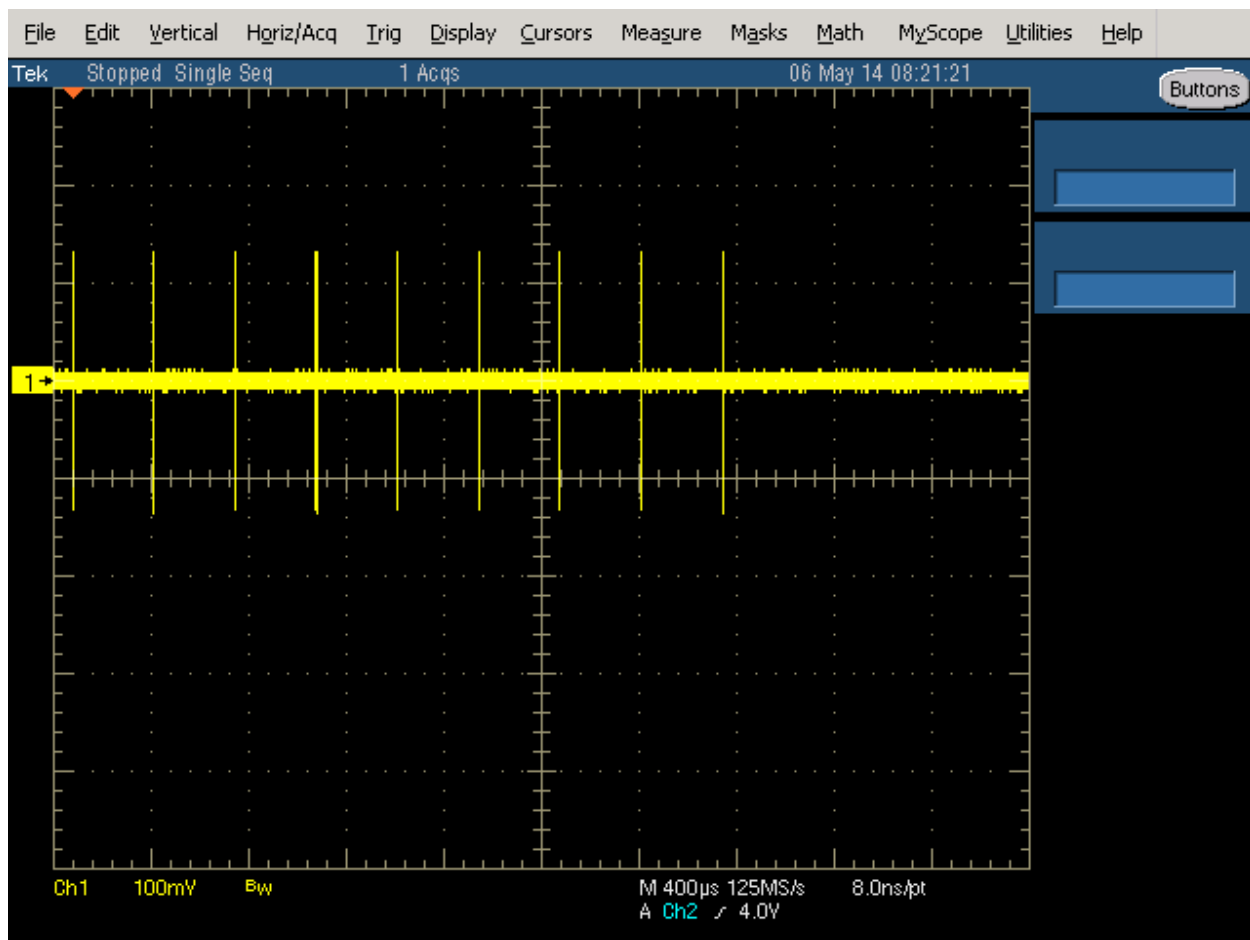 File Edit Vertical Horiz/Acq Trig Display Cursors Measure Masks Math MyScope Utilities Help
Tek Stopped Single Seq 1 Acqs 06 May 14 08:21:21 Buttons
1
Ch1 100mV BW M 400µs 125MS/s 8.0ns/pt
A Ch2 4.0V